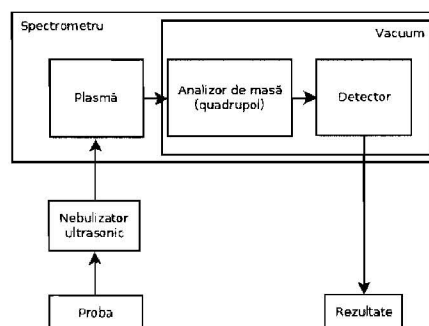 Spectrometru
Vacuum
Plasmă
Analizor de masă
(quadrupol)
Detector
Nebulizator
ultrasonic
Proba
Rezultate